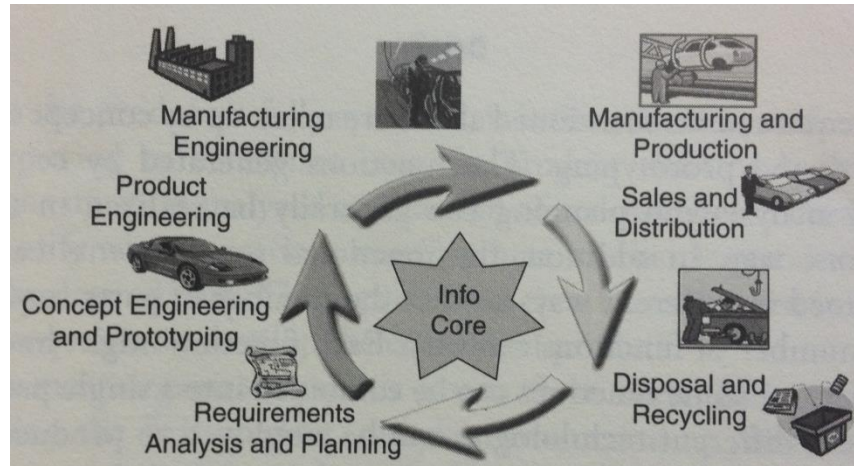 Manufacturing
Engineering
Manufacturing and
Production
Product
Engineering
Sales and
Distribution
Info
Core
Concept Engineering
and Prototyping
Disposal and
Recycling
Requirements
Analysis and Planning